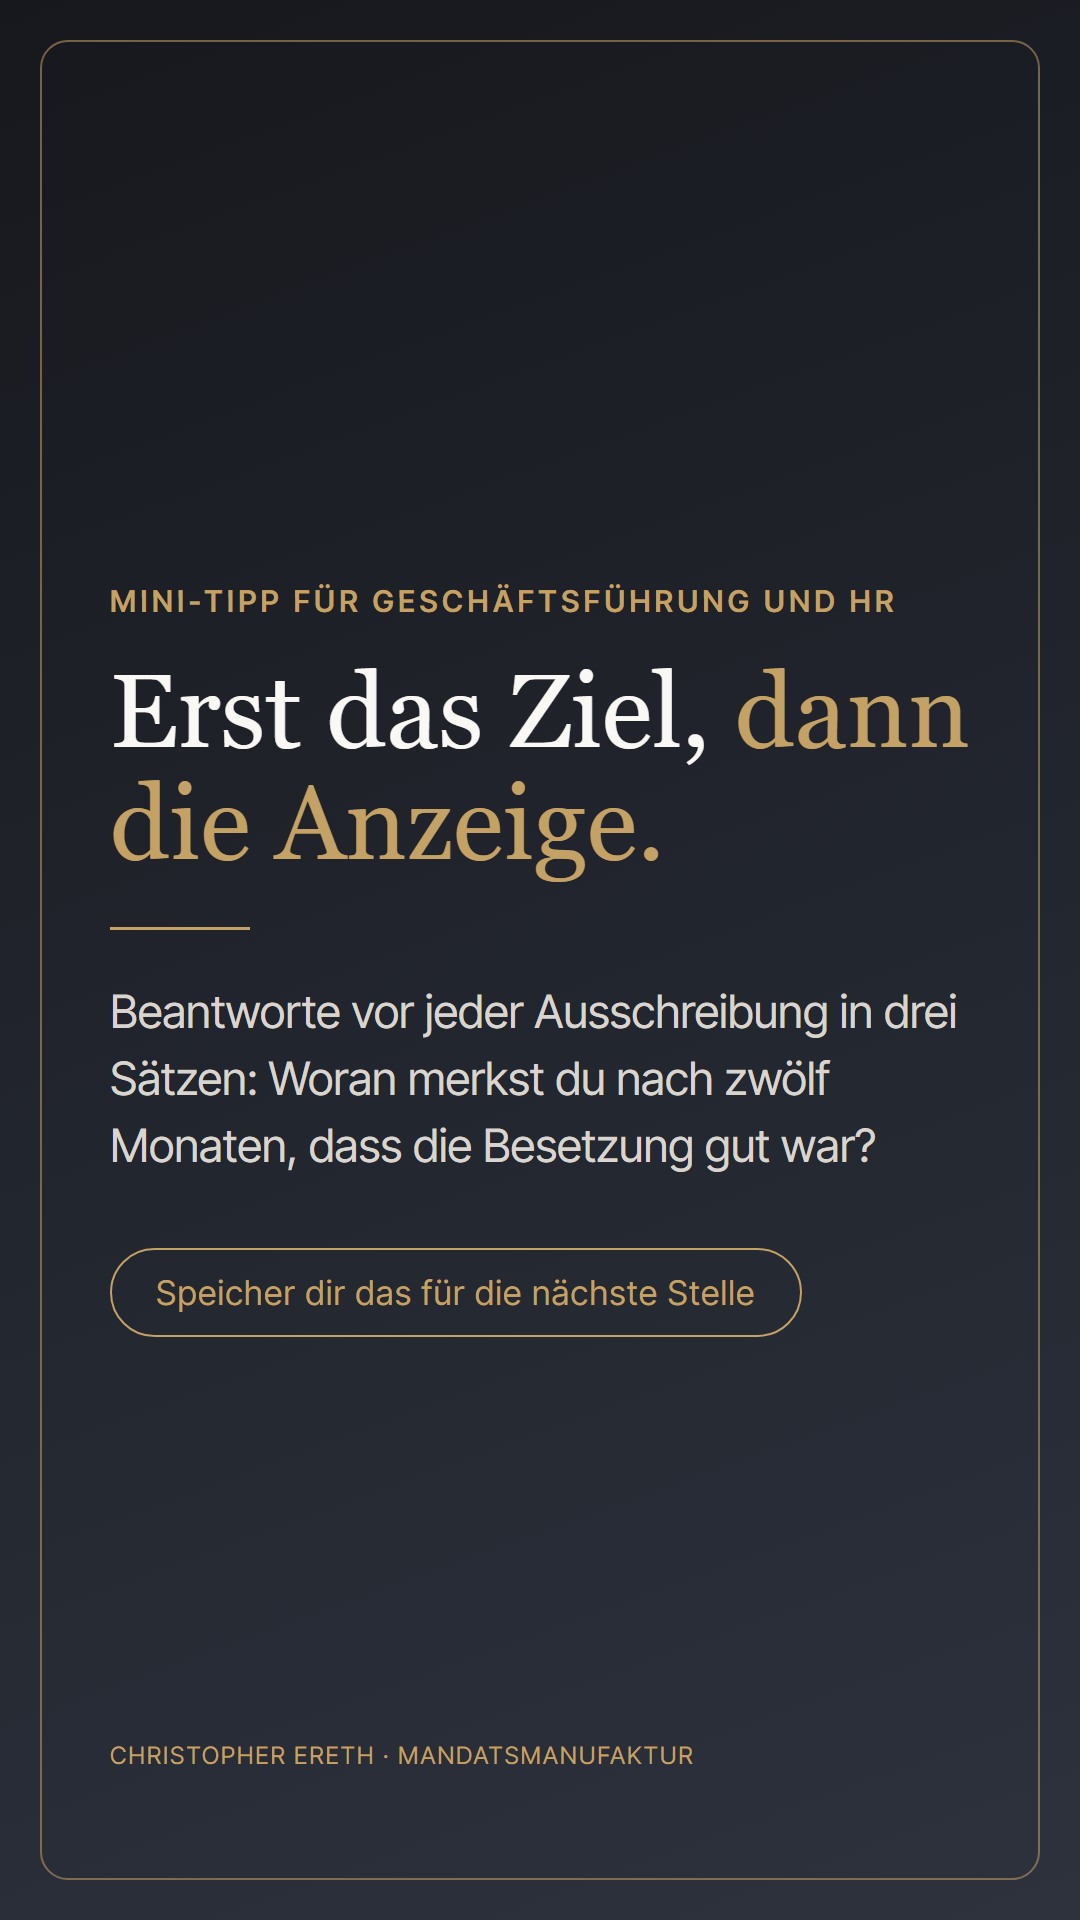 MINI-TIPP FÜR GESCHÄFTSFÜHRUNG UND HR
Erst das Ziel, dann
die Anzeige.
Beantworte vor jeder Ausschreibung in drei
Sätzen: Woran merkst du nach zwölf
Monaten, dass die Besetzung gut war?
Speicher dir das für die nächste Stelle
CHRISTOPHER ERETH · MANDATSMANUFAKTUR